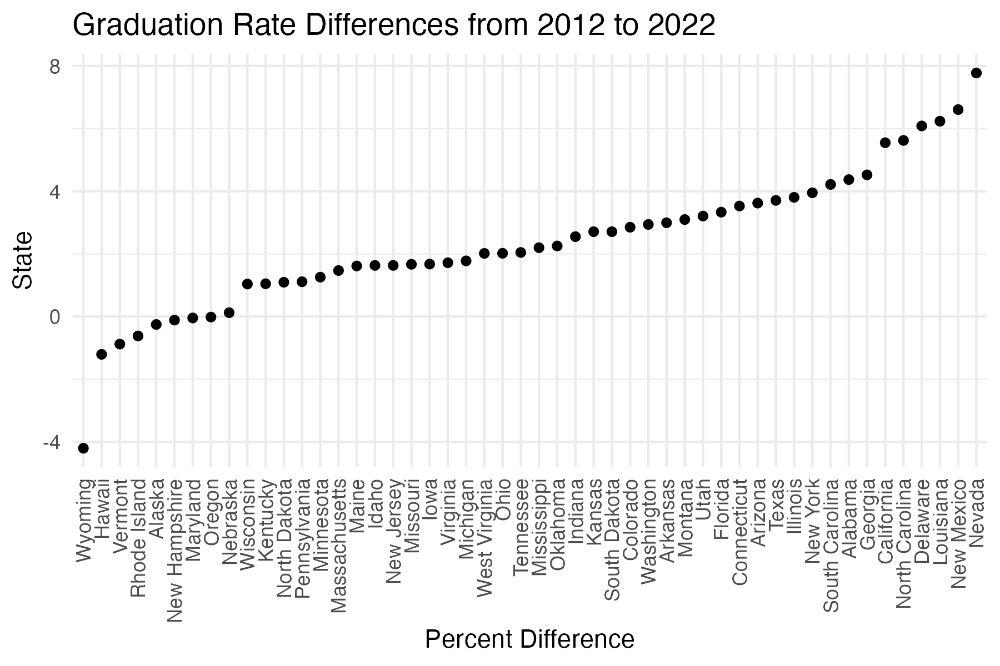 Graduation Rate Differences from 2012 to 2022
8
4
0
-4
State
Wyoming
Hawaii
Vermont
Rhode Island
Alaska
New Hampshire
Maryland
Oregon
Nebraska
Wisconsin
Kentucky
North Dakota
Pennsylvania
Minnesota
Massachusetts
Maine
Idaho
New Jersey
Missouri
Iowa
Virginia
Michigan
West Virginia
Ohio
Tennessee
Mississippi
Oklahoma
Indiana
Kansas
South Dakota
Colorado
Washington
Arkansas
Montana
Utah
Florida
Connecticut
Arizona
Texas
Illinois
New York
South Carolina
Alabama
Georgia
California
North Carolina
Delaware
Louisiana
New Mexico
Nevada
Percent Difference